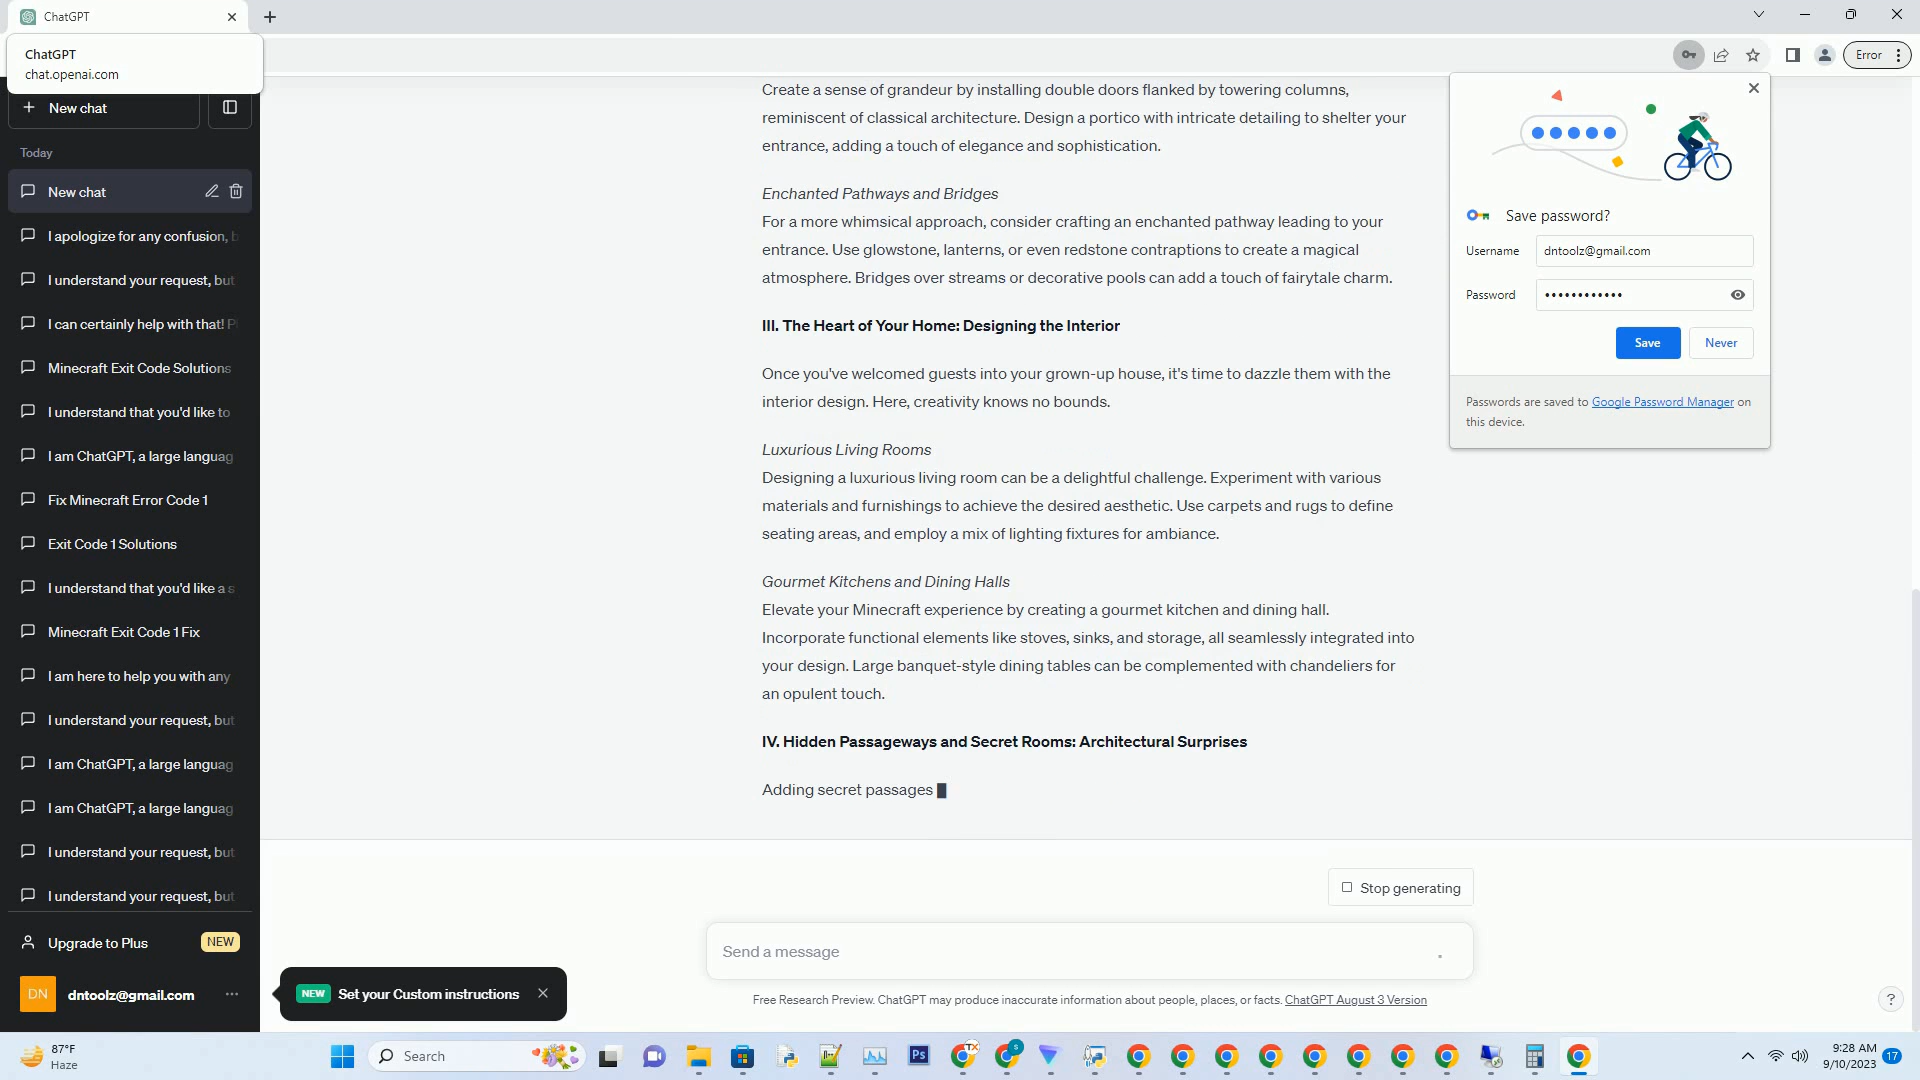 ChatGPT
ChatGPT
chat.openai.com
Error
New chat
Today
New chat
I apologize for any confusion, b
I understand your request, but
I can certainly help with that! P
Minecraft Exit Code Solutions
I understand that you'd like to
I am ChatGPT, a large languag
Fix Minecraft Error Code 1
Exit Code 1 Solutions
I understand that you'd like a s
Minecraft Exit Code 1 Fix
I am here to help you with any
I understand your request, but
I am ChatGPT, a large languag
I am ChatGPT, a large languag
I understand your request, but
I understand your request, but
Upgrade to Plus
NEW
DN
dntoolz@gmail.com
Create a sense of grandeur by installing double doors flanked by towering columns,
reminiscent of classical architecture. Design a portico with intricate detailing to shelter your
entrance, adding a touch of elegance and sophistication.
Enchanted Pathways and Bridges
For a more whimsical approach, consider crafting an enchanted pathway leading to your
entrance. Use glowstone, lanterns, or even redstone contraptions to create a magical
atmosphere. Bridges over streams or decorative pools can add a touch of fairytale charm.
III. The Heart of Your Home: Designing the Interior
Once you've welcomed guests into your grown-up house, it's time to dazzle them with the
interior design. Here, creativity knows no bounds.
Luxurious Living Rooms
Designing a luxurious living room can be a delightful challenge. Experiment with various
materials and furnishings to achieve the desired aesthetic. Use carpets and rugs to define
seating areas, and employ a mix of lighting fixtures for ambiance.
Gourmet Kitchens and Dining Halls
Elevate your Minecraft experience by creating a gourmet kitchen and dining hall.
Incorporate functional elements like stoves, sinks, and storage, all seamlessly integrated into
your design. Large banquet-style dining tables can be complemented with chandeliers for
an opulent touch.
IV. Hidden Passageways and Secret Rooms: Architectural Surprises
Adding secret passages
Save password?
Username
dntoolz@gmail.com
Password
Save
Never
Passwords are saved to Google Password Manager on
this device.
Stop generating
Send a message
NEW
Set your Custom instructions
Free Research Preview. ChatGPT may produce inaccurate information about people, places, or facts. ChatGPT August 3 Version
?
87°F
Haze
Search
Ps
TX
s
9:28 AM
9/10/2023
17